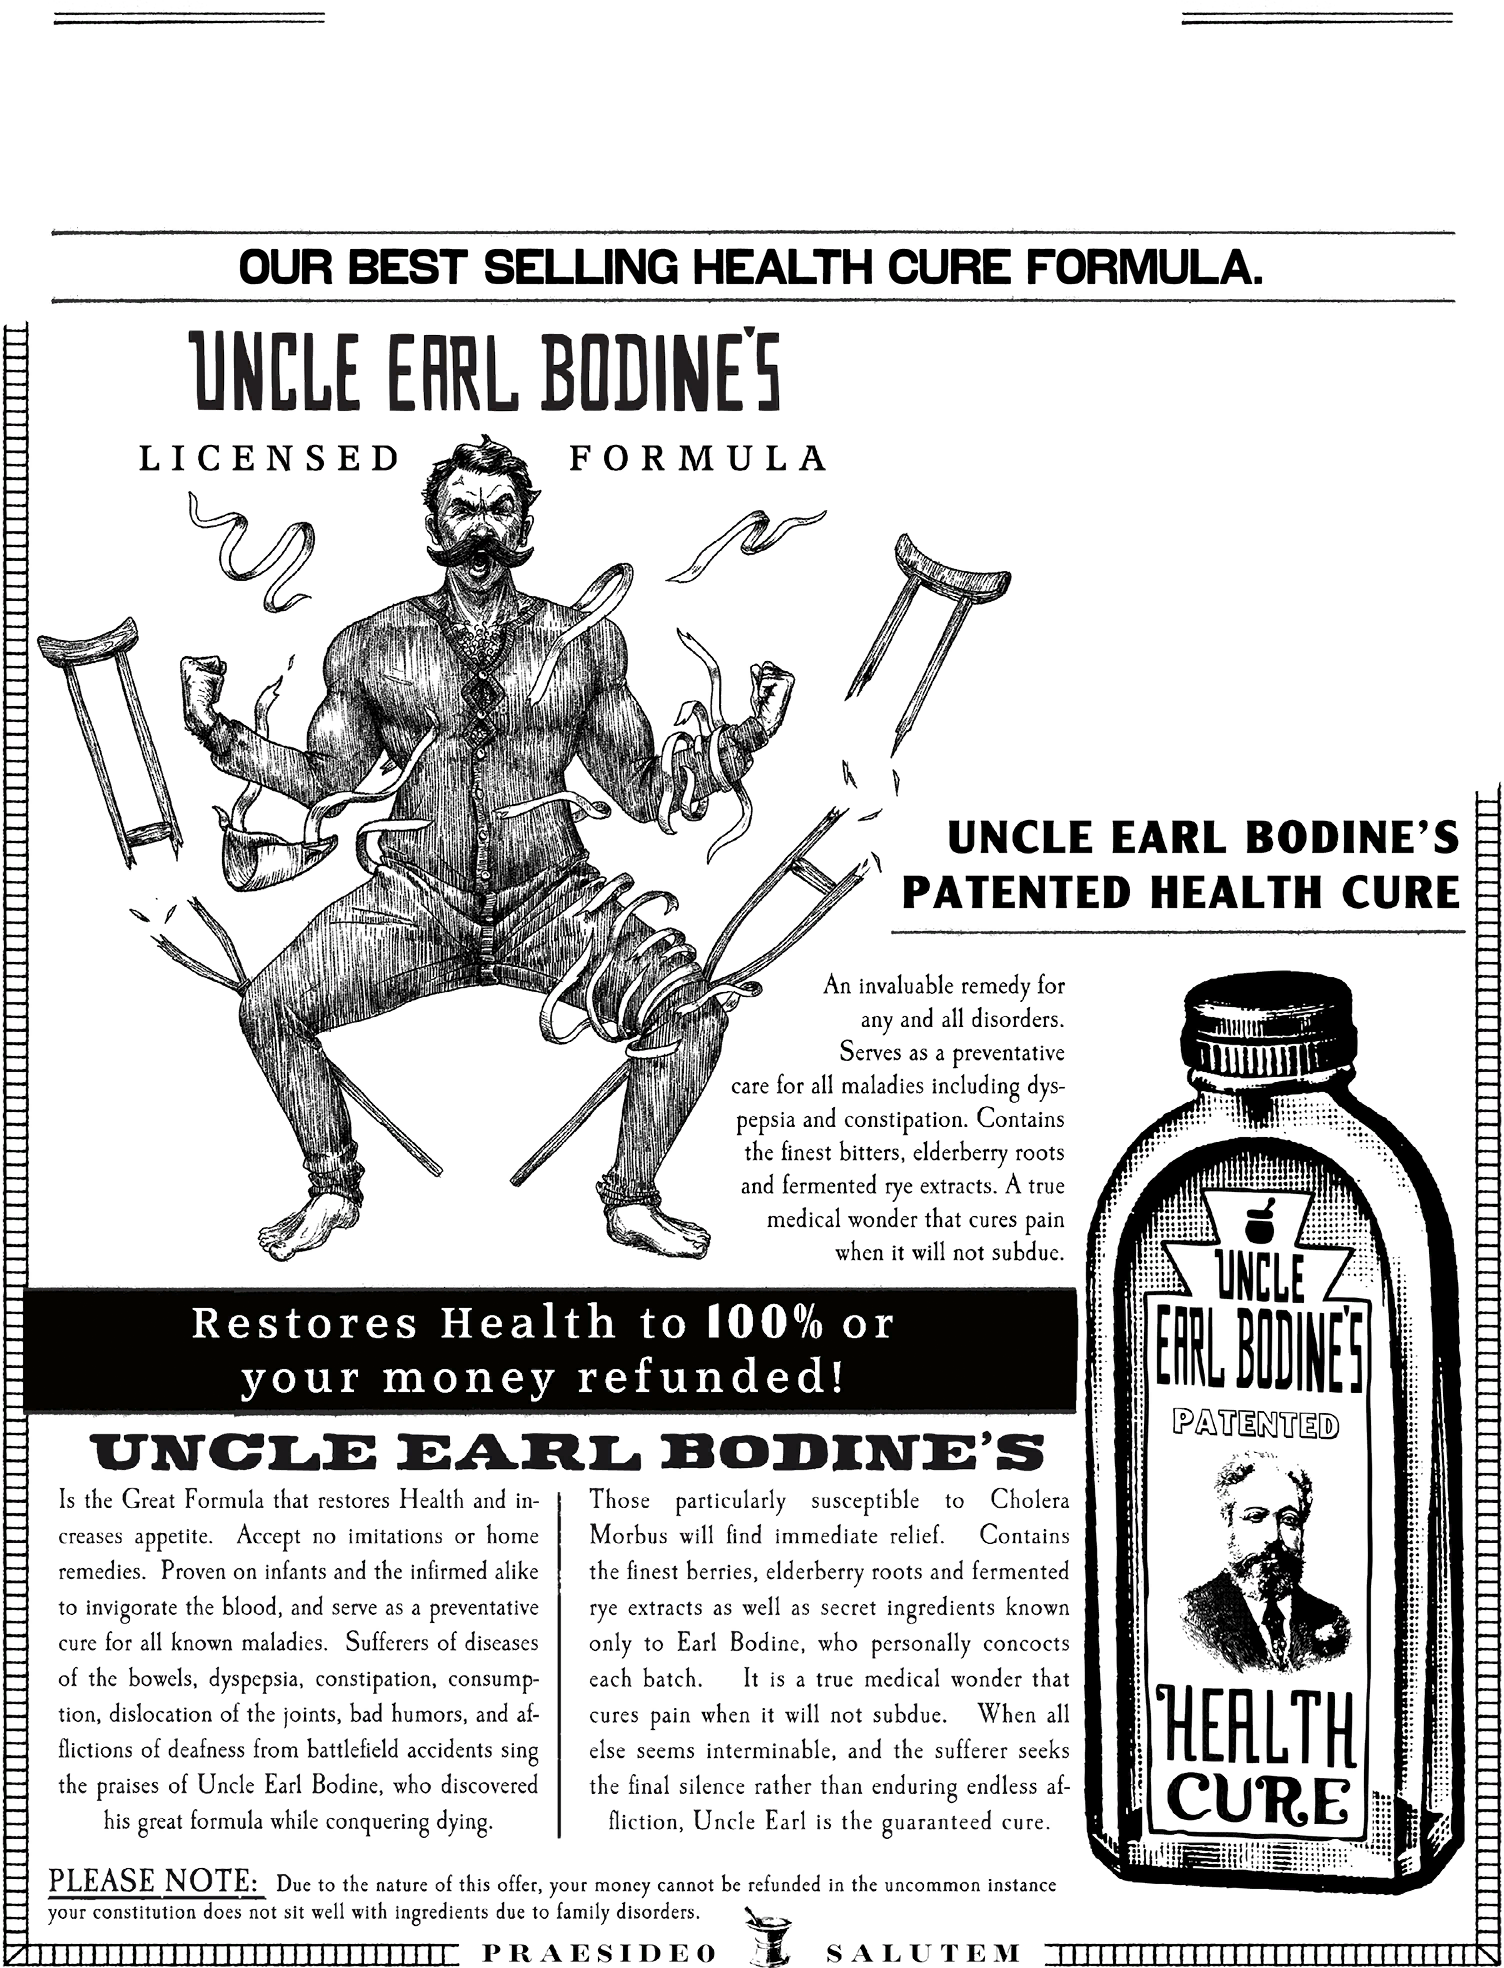 OUR BEST SELLING HEALTH CURE FORMULA.
UNCLE EARL BODINE'S
LICENSED FORMULA
UNCLE EARL BODINE'S
PATENTED HEALTH CURE
An invaluable remedy for
any and all disorders.
Serves as a preventative
care for all maladies including dys-
pepsia and constipation. Contains
the finest bitters, elderberry roots
and fermented rye extracts. A true
medical wonder that cures pain
when it will not subdue.
Restores Health to 100% or
your money refunded!
UNCLE EARL BODINE'S
Is the Great Formula that restores Health and in-
creases appetite. Accept no imitations or home
remedies. Proven on infants and the infirmed alike
to invigorate the blood, and serve as a preventative
cure for all known maladies. Sufferers of diseases
of the bowels, dyspepsia, constipation, consump-
tion, dislocation of the joints, bad humors, and af-
flictions of deafness from battlefield accidents sing
the praises of Uncle Earl Bodine, who discovered
his great formula while conquering dying.
Those particularly susceptible to Cholera
Morbus will find immediate relief. Contains
the finest berries, elderberry roots and fermented
rye extracts as well as secret ingredients known
only to Earl Bodine, who personally concocts
each batch. It is a true medical wonder that
cures pain when it will not subdue. When all
else seems interminable, and the sufferer seeks
the final silence rather than enduring endless af-
fliction, Uncle Earl is the guaranteed cure.
UNCLE
EARL BODINE'S
PATENTED
HEALTH
CURE
PLEASE NOTE: Due to the nature of this offer, your money cannot be refunded in the uncommon instance
your constitution does not sit well with ingredients due to family disorders.
PRAESIDEO SALUTEM